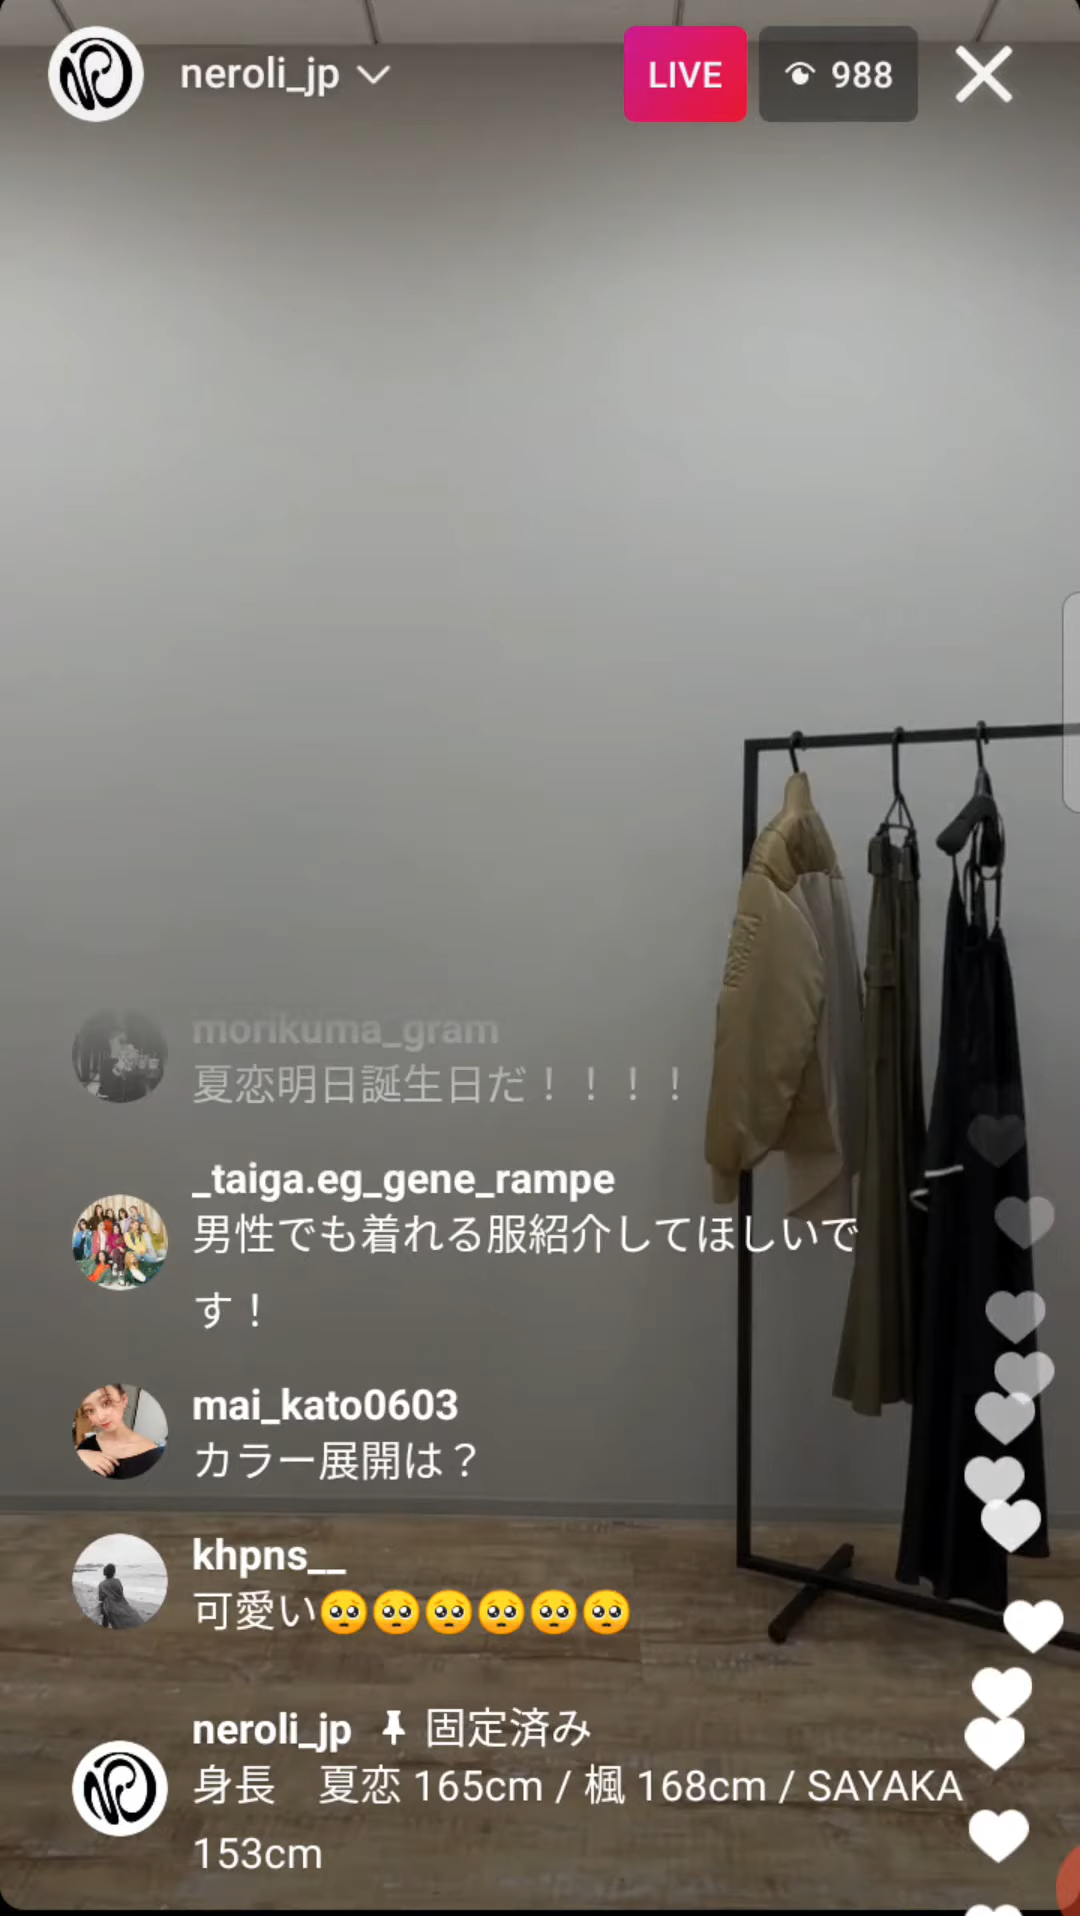 neroli_jp
LIVE
988
morikuma_gram
夏恋明日誕生日だ！！！！
_taiga.eg_gene_rampe
男性でも着れる服紹介してほしいで
す！
mai_kato0603
カラー展開は？
khpns__
可愛い🥺🥺🥺🥺🥺🥺
neroli_jp 📌 固定済み
身長　夏恋 165cm / 楓 168cm / SAYAKA
153cm